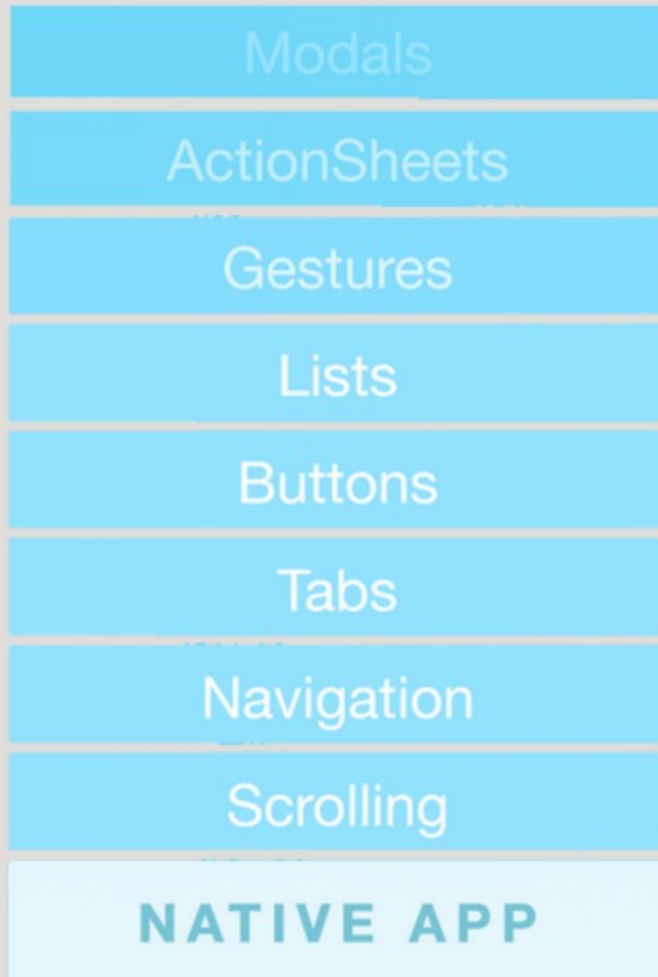 Modals
ActionSheets
Gestures
Lists
Buttons
Tabs
Navigation
Scrolling
NATIVE APP